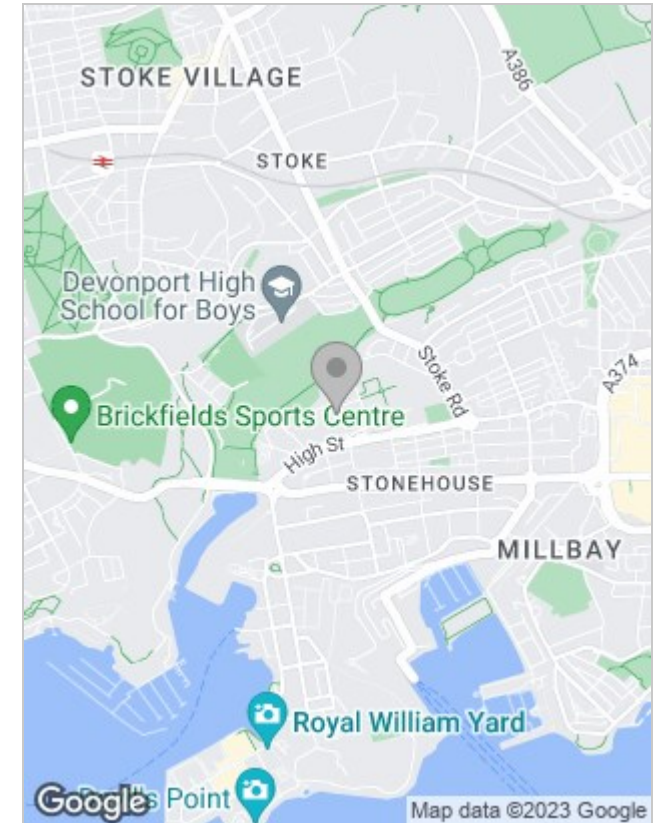 STOKE VILLAGE
A386
STOKE
Devonport High
School for Boys
Stoke Rd
A374
Brickfields Sports Centre
High St
STONEHOUSE
MILLBAY
Royal William Yard
Point
Google
Map data ©2023 Google